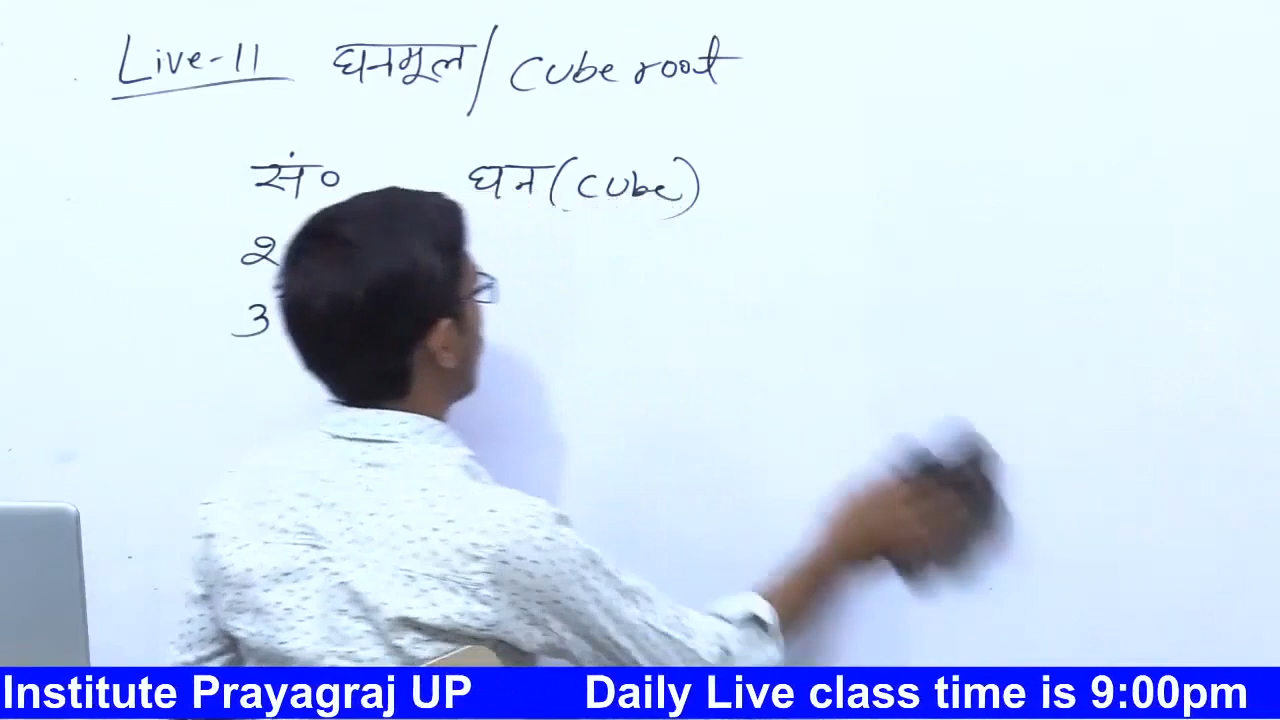 Live-11 घनमूल/ Cube root
सं० घन (Cube)
२
3
Institute Prayagraj UP Daily Live class time is 9:00pm